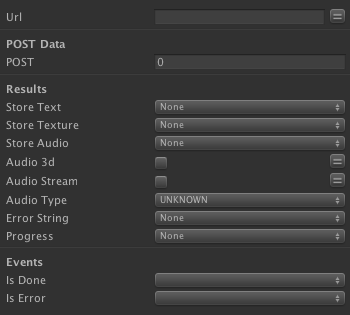 Url
POST Data
POST 0
Results
Store Text None
Store Texture None
Store Audio None
Audio 3d
Audio Stream
Audio Type UNKNOWN
Error String None
Progress None
Events
Is Done
Is Error